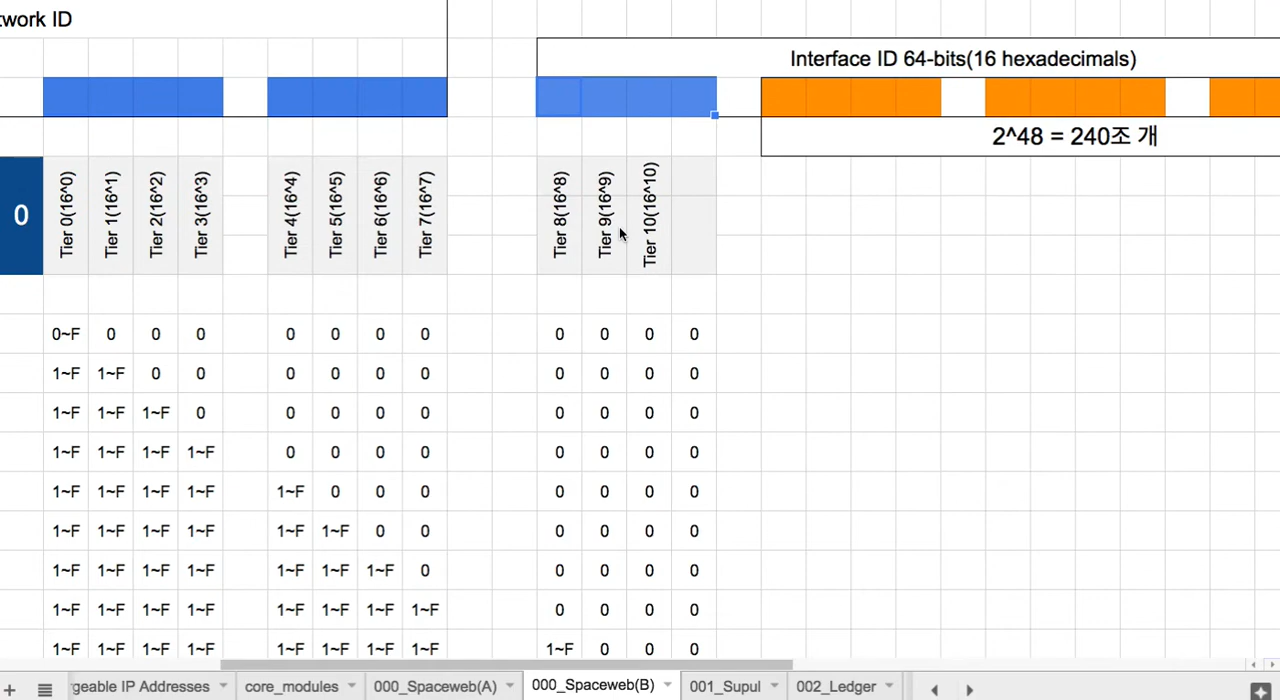 twork ID
Interface ID 64-bits(16 hexadecimals)
2^48 = 240조 개
0
Tier 0(16^0)
Tier 1(16^1)
Tier 2(16^2)
Tier 3(16^3)
Tier 4(16^4)
Tier 5(16^5)
Tier 6(16^6)
Tier 7(16^7)
Tier 8(16^8)
Tier 9(16^9)
Tier 10(16^10)
0~F 0 0 0 0 0 0 0 0 0 0 0
1~F 1~F 0 0 0 0 0 0 0 0 0 0
1~F 1~F 1~F 0 0 0 0 0 0 0 0 0
1~F 1~F 1~F 1~F 0 0 0 0 0 0 0 0
1~F 1~F 1~F 1~F 1~F 0 0 0 0 0 0 0
1~F 1~F 1~F 1~F 1~F 1~F 0 0 0 0 0 0
1~F 1~F 1~F 1~F 1~F 1~F 1~F 0 0 0 0 0
1~F 1~F 1~F 1~F 1~F 1~F 1~F 1~F 0 0 0 0
1~F 1~F 1~F 1~F 1~F 1~F 1~F 1~F 1~F 0 0 0
geable IP Addresses core_modules 000_Spaceweb(A) 000_Spaceweb(B) 001_Supul 002_Ledger